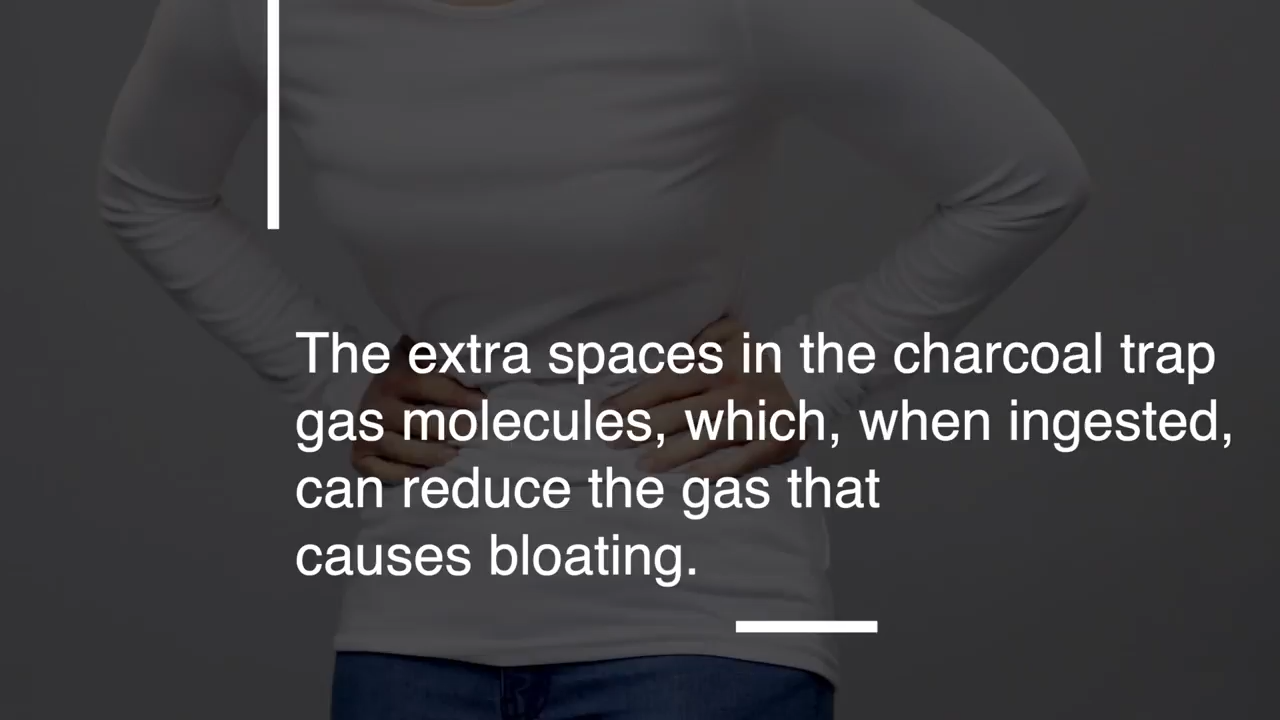 The extra spaces in the charcoal trap
gas molecules, which, when ingested,
can reduce the gas that
causes bloating.